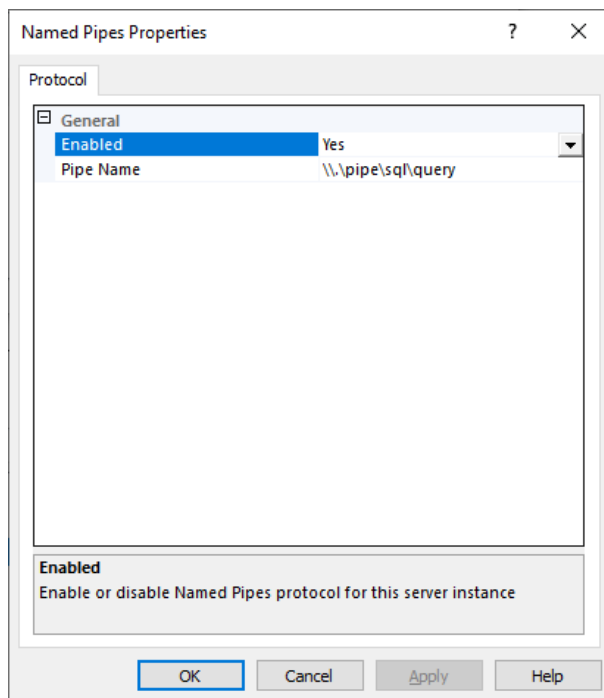 Named Pipes Properties ?
Protocol
General
Enabled Yes
Pipe Name \\.\pipe\sql\query
Enabled
Enable or disable Named Pipes protocol for this server instance
OK Cancel Apply Help